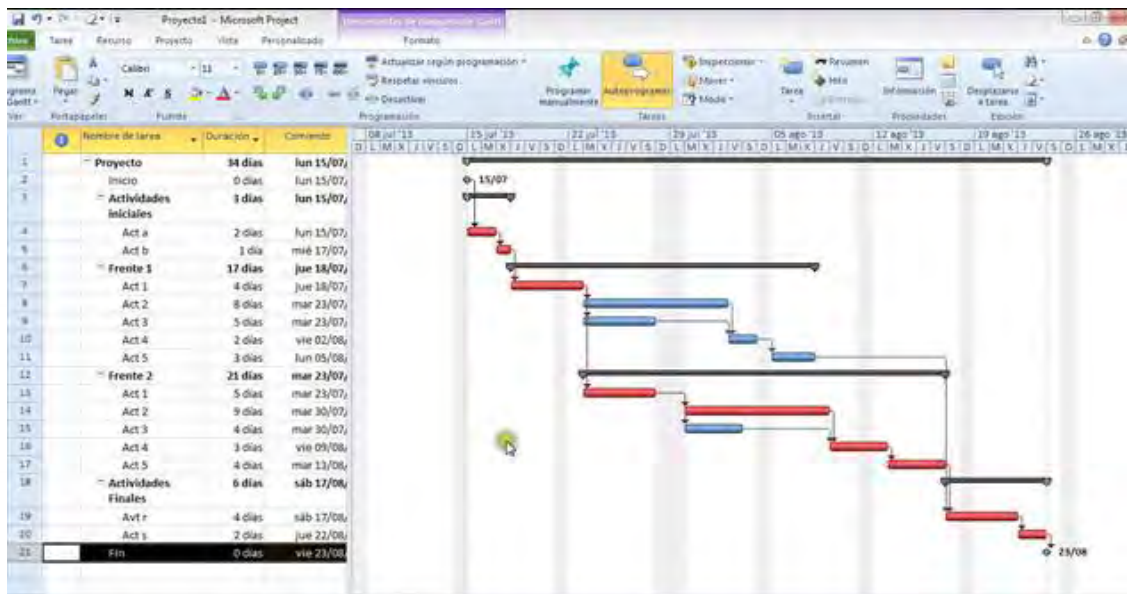 Proyecto1 - Microsoft Project
Tarea Recurso Proyecto Vista Personalizado Formato
Calibri 11
Pegar
N K S
Actualizar según programación
Respetar vínculos
Desactivar
Programar manualmente
Autoprogramar
Inspeccionar
Mover
Modo
Tarea
Resumen
Hito
Información
Desplazarse a tarea
Portapapeles Fuente Programación Tareas Insertar Propiedades Edición
Nombre de tarea Duración Comienzo
08 jul '13 15 jul '13 22 jul '13 29 jul '13 05 ago '13 12 ago '13 19 ago '13 26 ago '13
D L M X J V S D L M X J V S D L M X J V S D L M X J V S D L M X J V S D L M X J V S D L M X J V S D L M X J
1 Proyecto 34 días lun 15/07/
2 Inicio 0 días lun 15/07/
15/07
3 Actividades iniciales 3 días lun 15/07/
4 Act a 2 días lun 15/07/
5 Act b 1 día mié 17/07/
6 Frente 1 17 días jue 18/07/
7 Act 1 4 días jue 18/07/
8 Act 2 8 días mar 23/07/
9 Act 3 5 días mar 23/07/
10 Act 4 2 días vie 02/08/
11 Act 5 3 días lun 05/08/
12 Frente 2 21 días mar 23/07/
13 Act 1 5 días mar 23/07/
14 Act 2 9 días mar 30/07/
15 Act 3 4 días mar 30/07/
16 Act 4 3 días vie 09/08/
17 Act 5 4 días mar 13/08/
18 Actividades Finales 6 días sáb 17/08/
19 Avt r 4 días sáb 17/08/
20 Act s 2 días jue 22/08/
21 Fin 0 días vie 23/08/
23/08